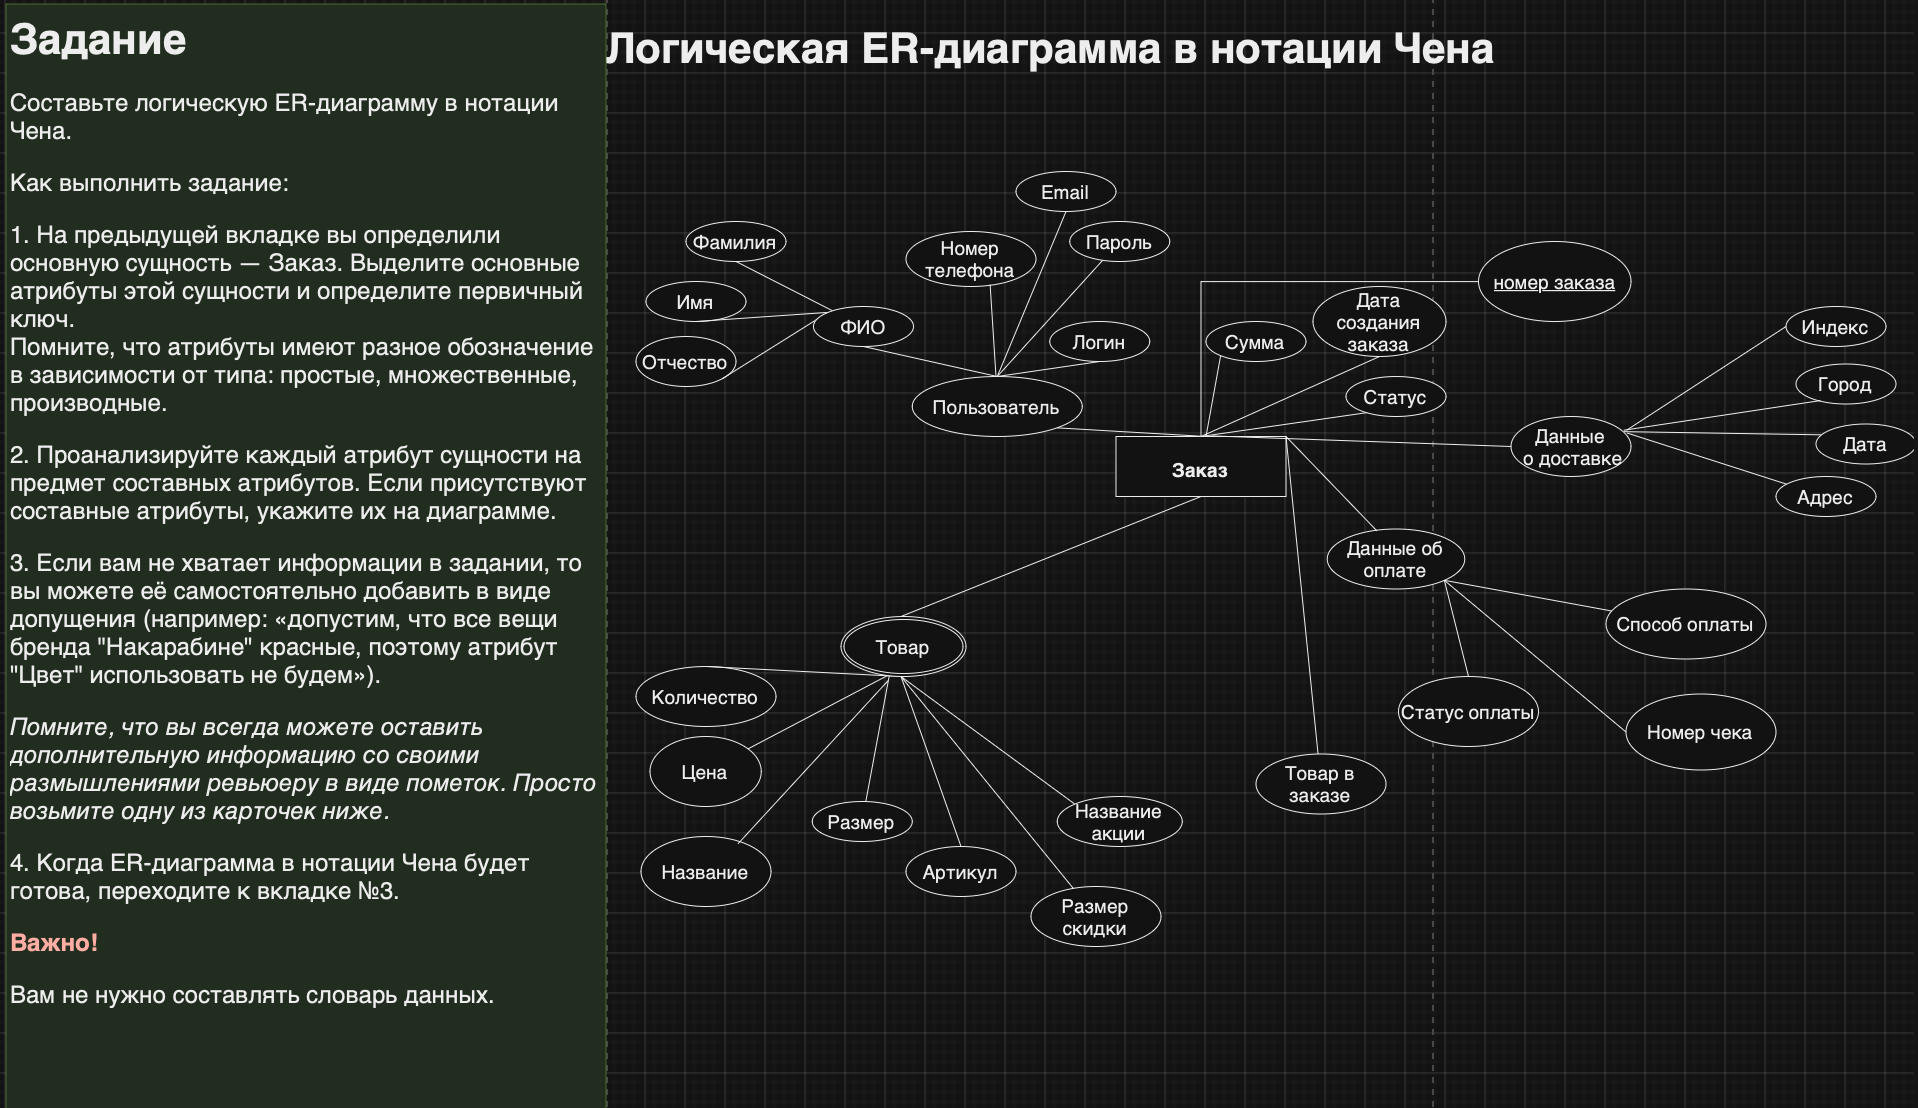 Задание
Составьте логическую ER-диаграмму в нотации
Чена.
Как выполнить задание:
1. На предыдущей вкладке вы определили
основную сущность — Заказ. Выделите основные
атрибуты этой сущности и определите первичный
ключ.
Помните, что атрибуты имеют разное обозначение
в зависимости от типа: простые, множественные,
производные.
2. Проанализируйте каждый атрибут сущности на
предмет составных атрибутов. Если присутствуют
составные атрибуты, укажите их на диаграмме.
3. Если вам не хватает информации в задании, то
вы можете её самостоятельно добавить в виде
допущения (например: «допустим, что все вещи
бренда "Накарабине" красные, поэтому атрибут
"Цвет" использовать не будем»).
Помните, что вы всегда можете оставить
дополнительную информацию со своими
размышлениями ревьюеру в виде пометок. Просто
возьмите одну из карточек ниже.
4. Когда ER-диаграмма в нотации Чена будет
готова, переходите к вкладке №3.
Важно!
Вам не нужно составлять словарь данных.
Логическая ER-диаграмма в нотации Чена
Email
Фамилия
Номер
телефона
Пароль
Имя
ФИО
Отчество
Логин
Пользователь
номер заказа
Дата
создания
заказа
Сумма
Статус
Индекс
Город
Данные
о доставке
Дата
Адрес
Заказ
Данные об
оплате
Способ оплаты
Статус оплаты
Номер чека
Товар
Количество
Цена
Название
Размер
Артикул
Название
акции
Размер
скидки
Товар в
заказе